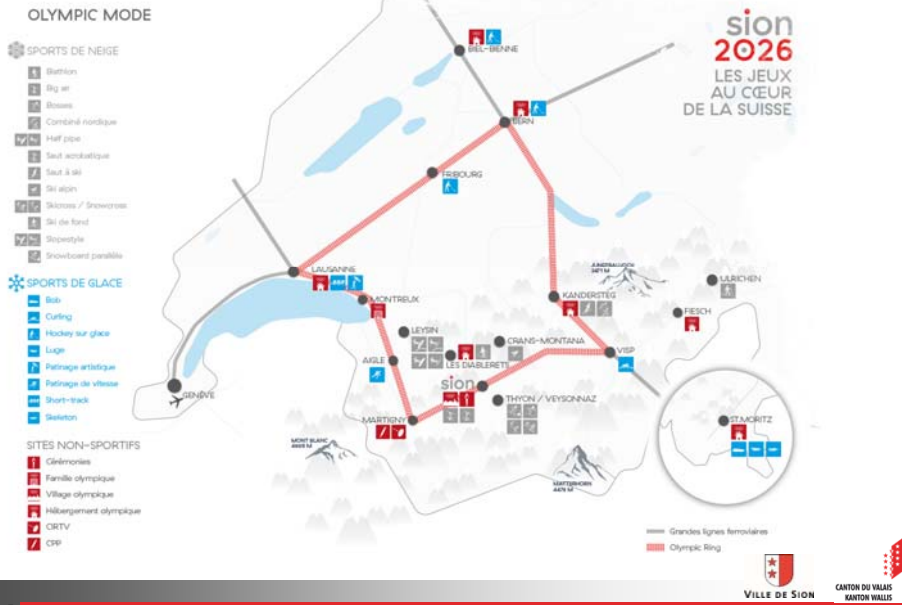 OLYMPIC MODE
SPORTS DE NEIGE
Biathlon
Big air
Bosses
Combiné nordique
Half pipe
Saut acrobatique
Saut à ski
Ski alpin
Skicross / Snowcross
Ski de fond
Slopestyle
Snowboard parallèle
SPORTS DE GLACE
Bob
Curling
Hockey sur glace
Luge
Patinage artistique
Patinage de vitesse
Short-track
Skeleton
SITES NON-SPORTIFS
Cérémonies
Famille olympique
Village olympique
Hébergement olympique
CIRTV
CPP
sion
2026
LES JEUX
AU CŒUR
DE LA SUISSE
BIEL-BIENNE
BERN
FRIBOURG
LAUSANNE
MONTREUX
JUNGFRAUJOCH
ULRICHEN
KANDERSTEG
FIESCH
LEYSIN
CRANS-MONTANA
LES DIABLERETS
VISP
AIGLE
sion
GENÈVE
THYON / VEYSONNAZ
MARTIGNY
ST.MORITZ
MONT BLANC
MATTERHORN
Grandes lignes ferroviaires
Olympic Ring
VILLE DE SION
CANTON DU VALAIS
KANTON WALLIS